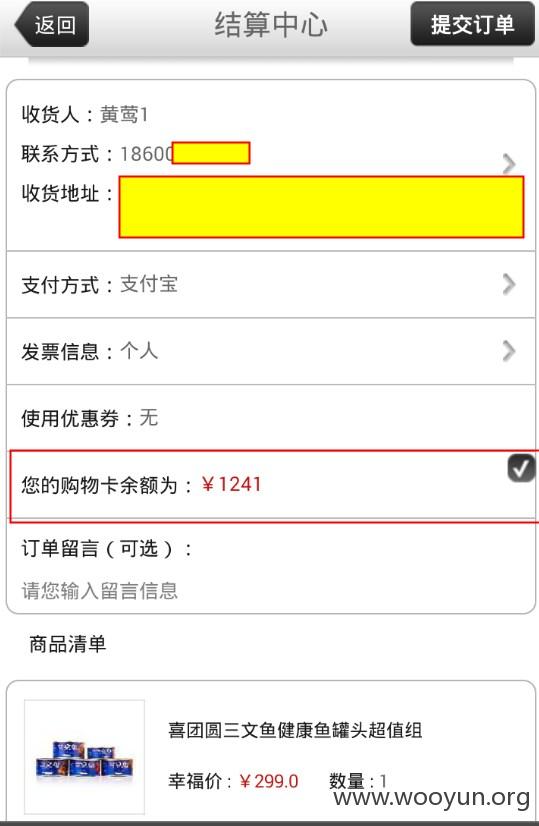 返回
结算中心
提交订单
收货人：黄莺1
联系方式：18600
收货地址：
支付方式：支付宝
发票信息：个人
使用优惠券：无
您的购物卡余额为：￥1241
订单留言（可选）：
请您输入留言信息
商品清单
喜团圆三文鱼健康鱼罐头超值组
幸福价：￥299.0 数量：1
www.wooyun.org